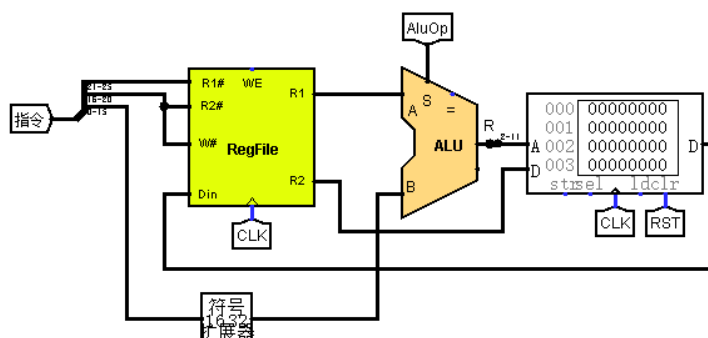 AluOp
指令
21-25
16-20
0-15
R1# WE
R2#
W#
RegFile
Din
R1
R2
CLK
S =
A
B
ALU
R
2-11
000 00000000
001 00000000
002 00000000
003 00000000
A
D
D
str sel ld clr
CLK
RST
符号
16 32
扩展器